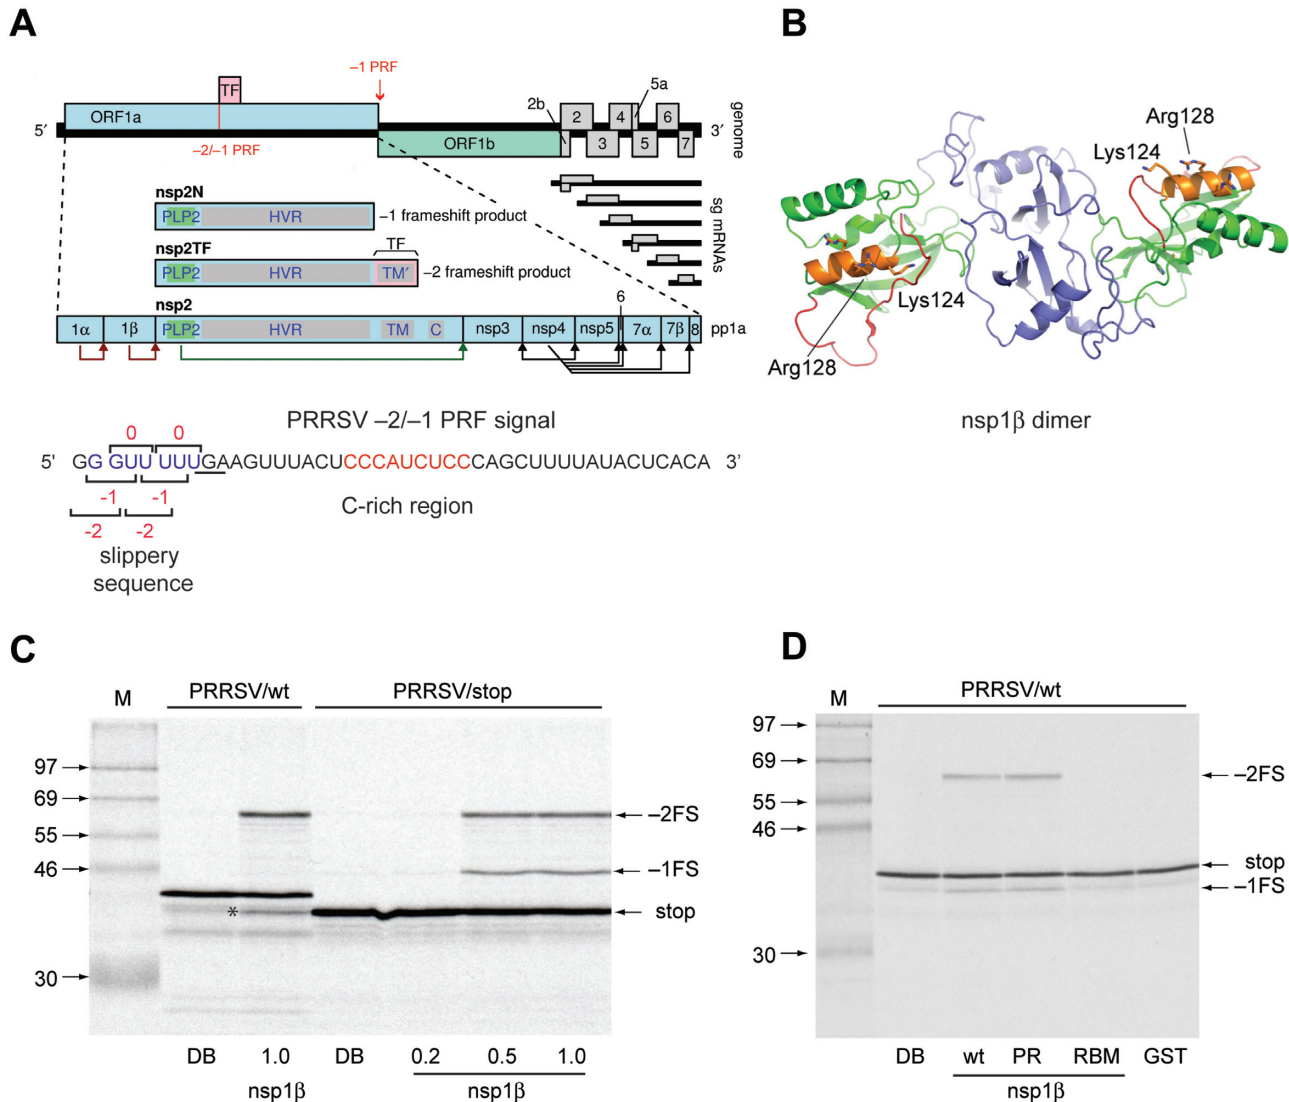 A
–1 PRF
TF
5a
2b
2
4
6
ORF1a
5′
3′
–2/–1 PRF
ORF1b
3
5
7
genome
nsp2N
PLP2
HVR
–1 frameshift product
nsp2TF
TF
PLP2
HVR
TM′
–2 frameshift product
sg mRNAs
nsp2
6
1α
1β
PLP2
HVR
TM
C
nsp3
nsp4
nsp5
7α
7β
8
pp1a
PRRSV –2/–1 PRF signal
0
0
5'
GGGUUUUUGAAGUUUACUCCCAUCUCCCAGCUUUUAUACUCACA
3'
-1
-1
C-rich region
-2
-2
slippery
sequence
B
Arg128
Lys124
Lys124
Arg128
nsp1β dimer
C
M
PRRSV/wt
PRRSV/stop
97
69
55
46
30
–2FS
–1FS
stop
*
DB
1.0
DB
0.2
0.5
1.0
nsp1β
nsp1β
D
M
PRRSV/wt
97
69
55
46
30
–2FS
stop
–1FS
DB
wt
PR
RBM
GST
nsp1β